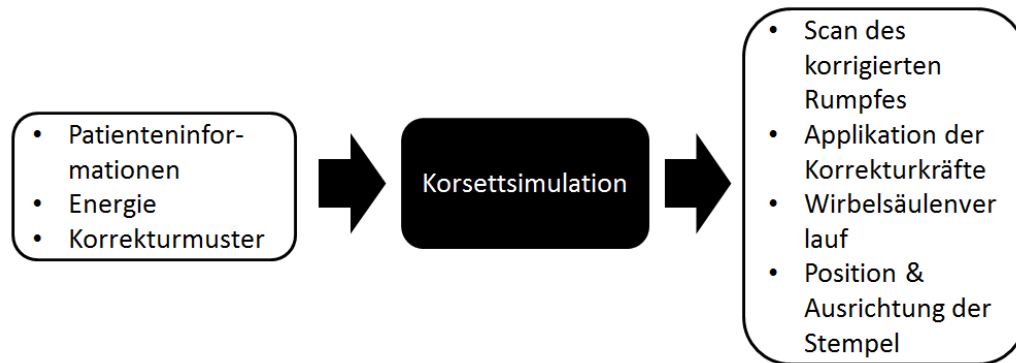 • Patienteninfor-
mationen
• Energie
• Korrekturmuster
Korsettsimulation
• Scan des
korrigierten
Rumpfes
• Applikation der
Korrekturkräfte
• Wirbelsäulenver
lauf
• Position &
Ausrichtung der
Stempel